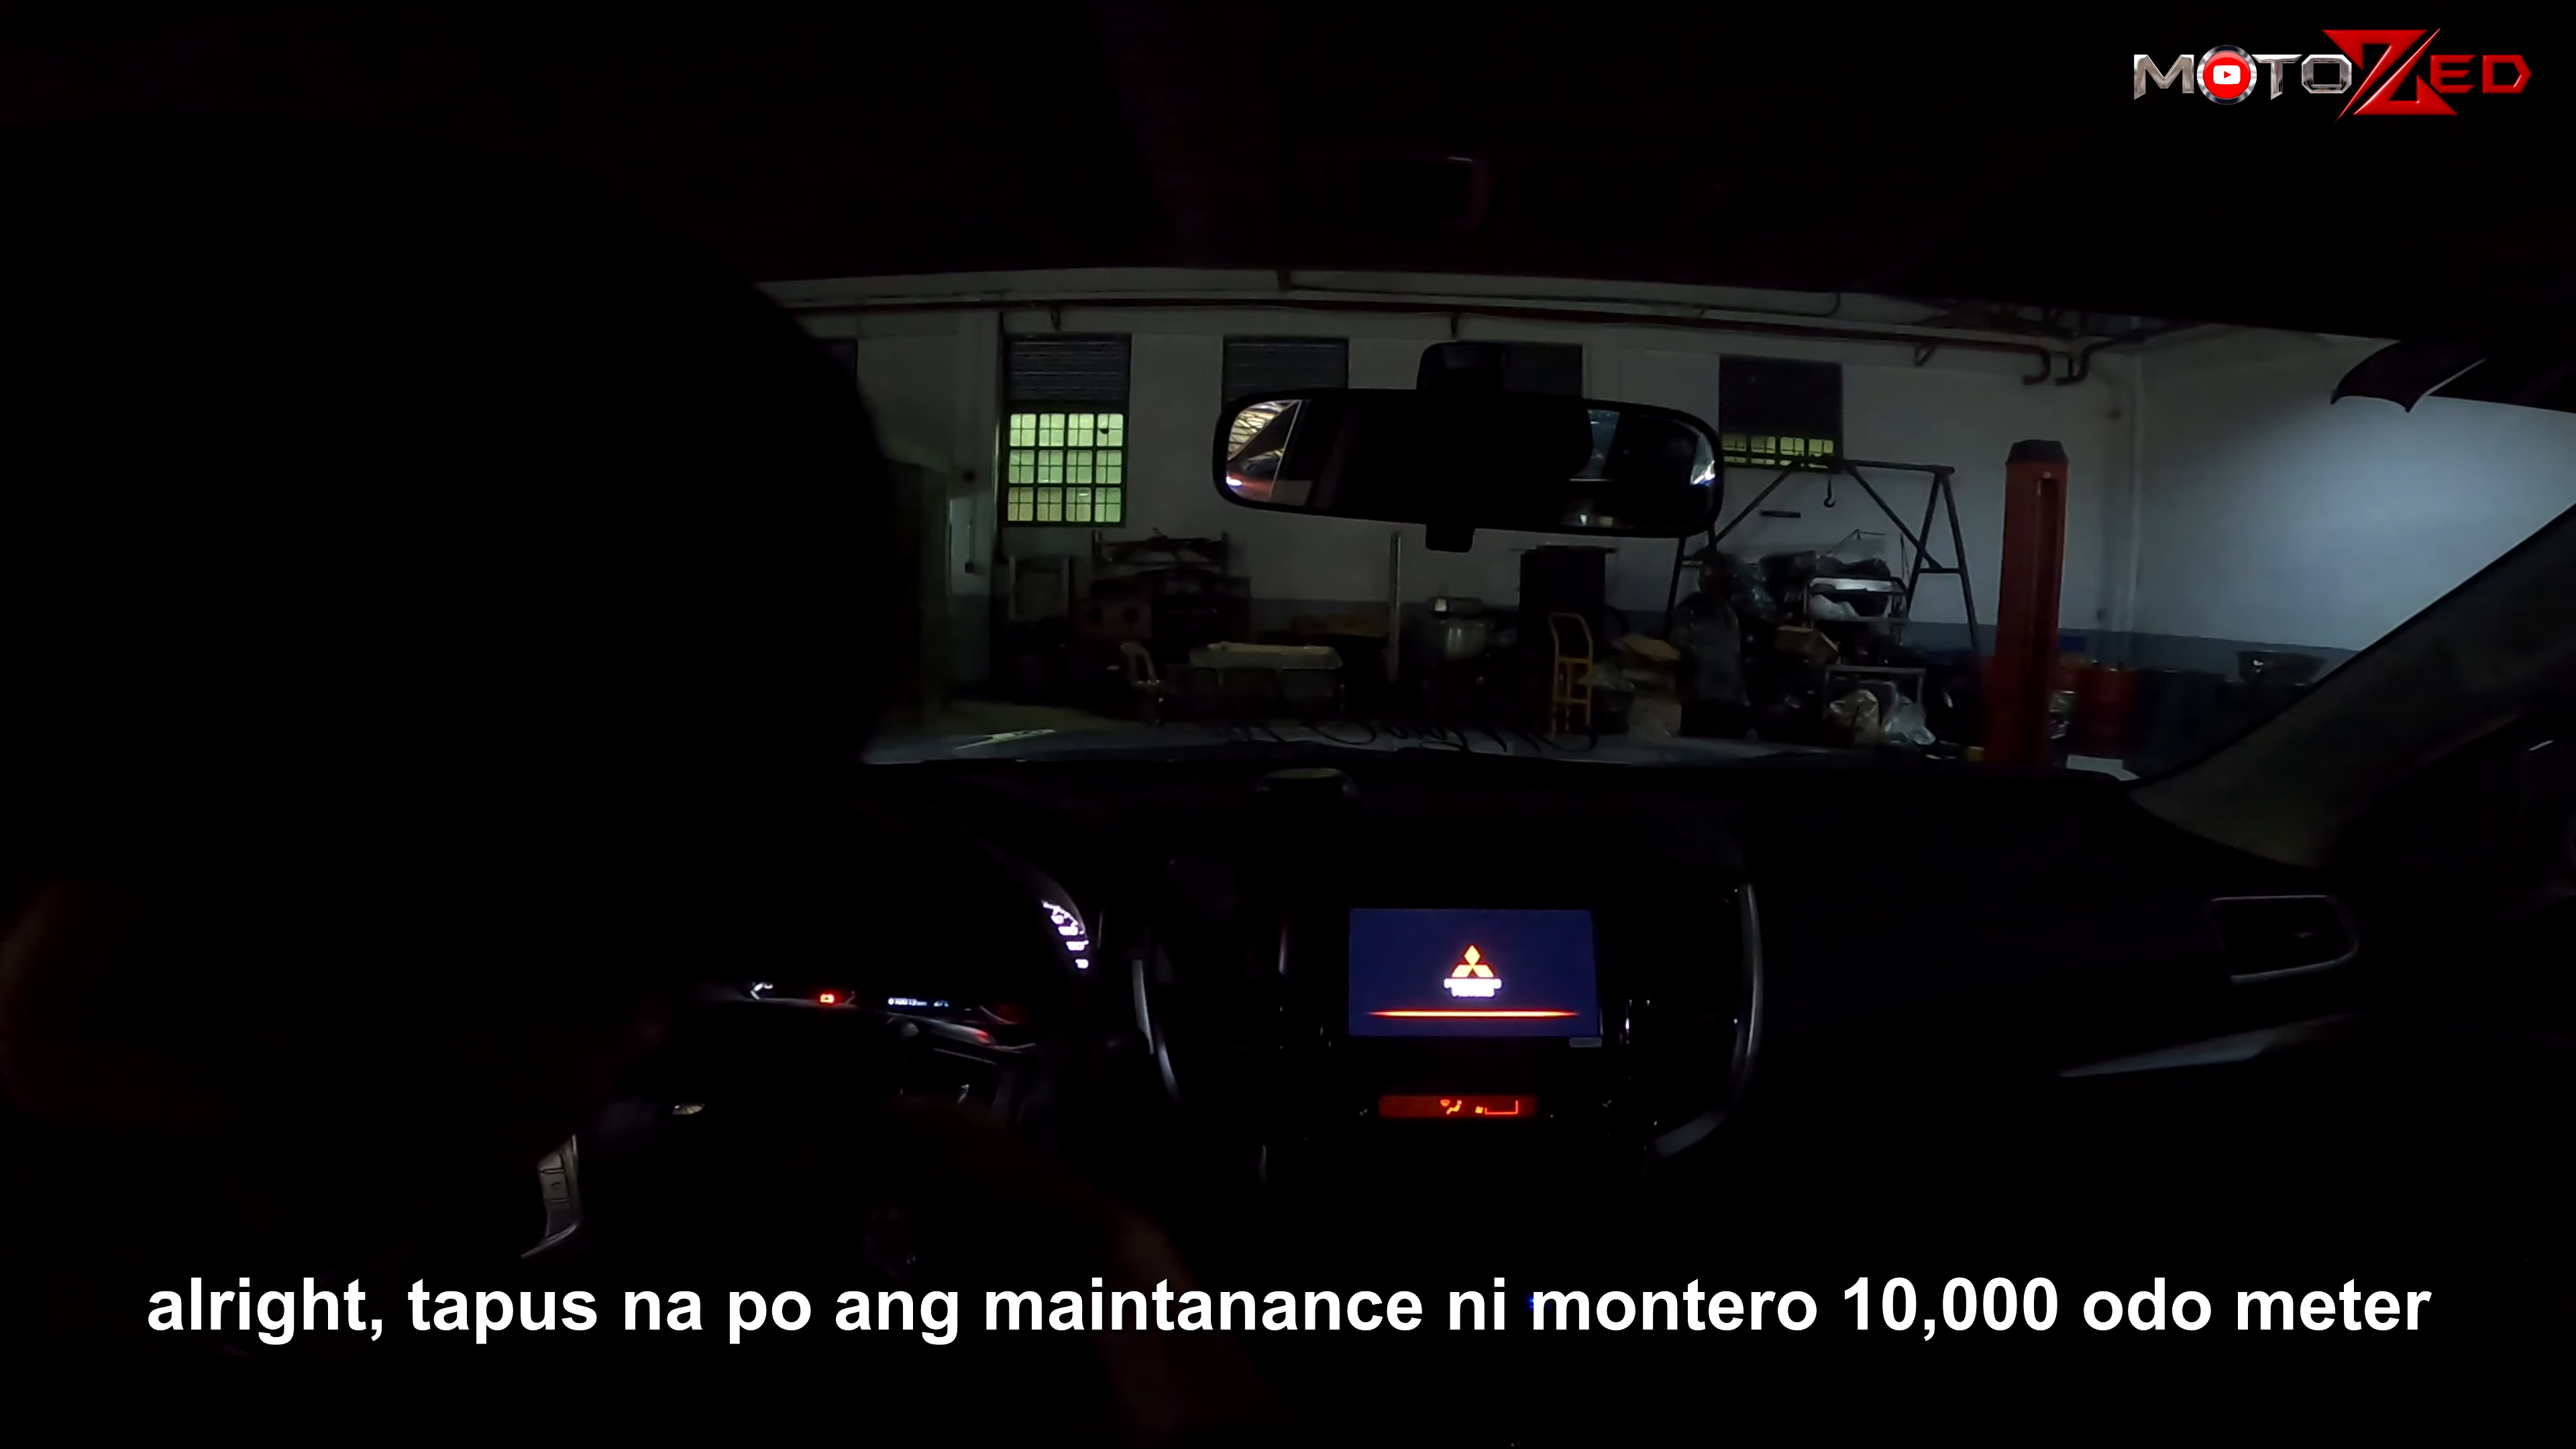 MOTOZED
alright, tapus na po ang maintanance ni montero 10,000 odo meter